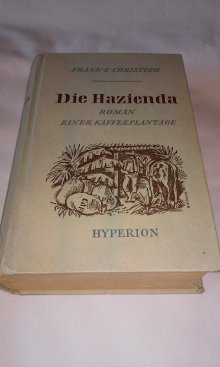 FRANK·E·CHRISTOPH
Die Hazienda
ROMAN
EINER KAFFEEPLANTAGE
HYPERION